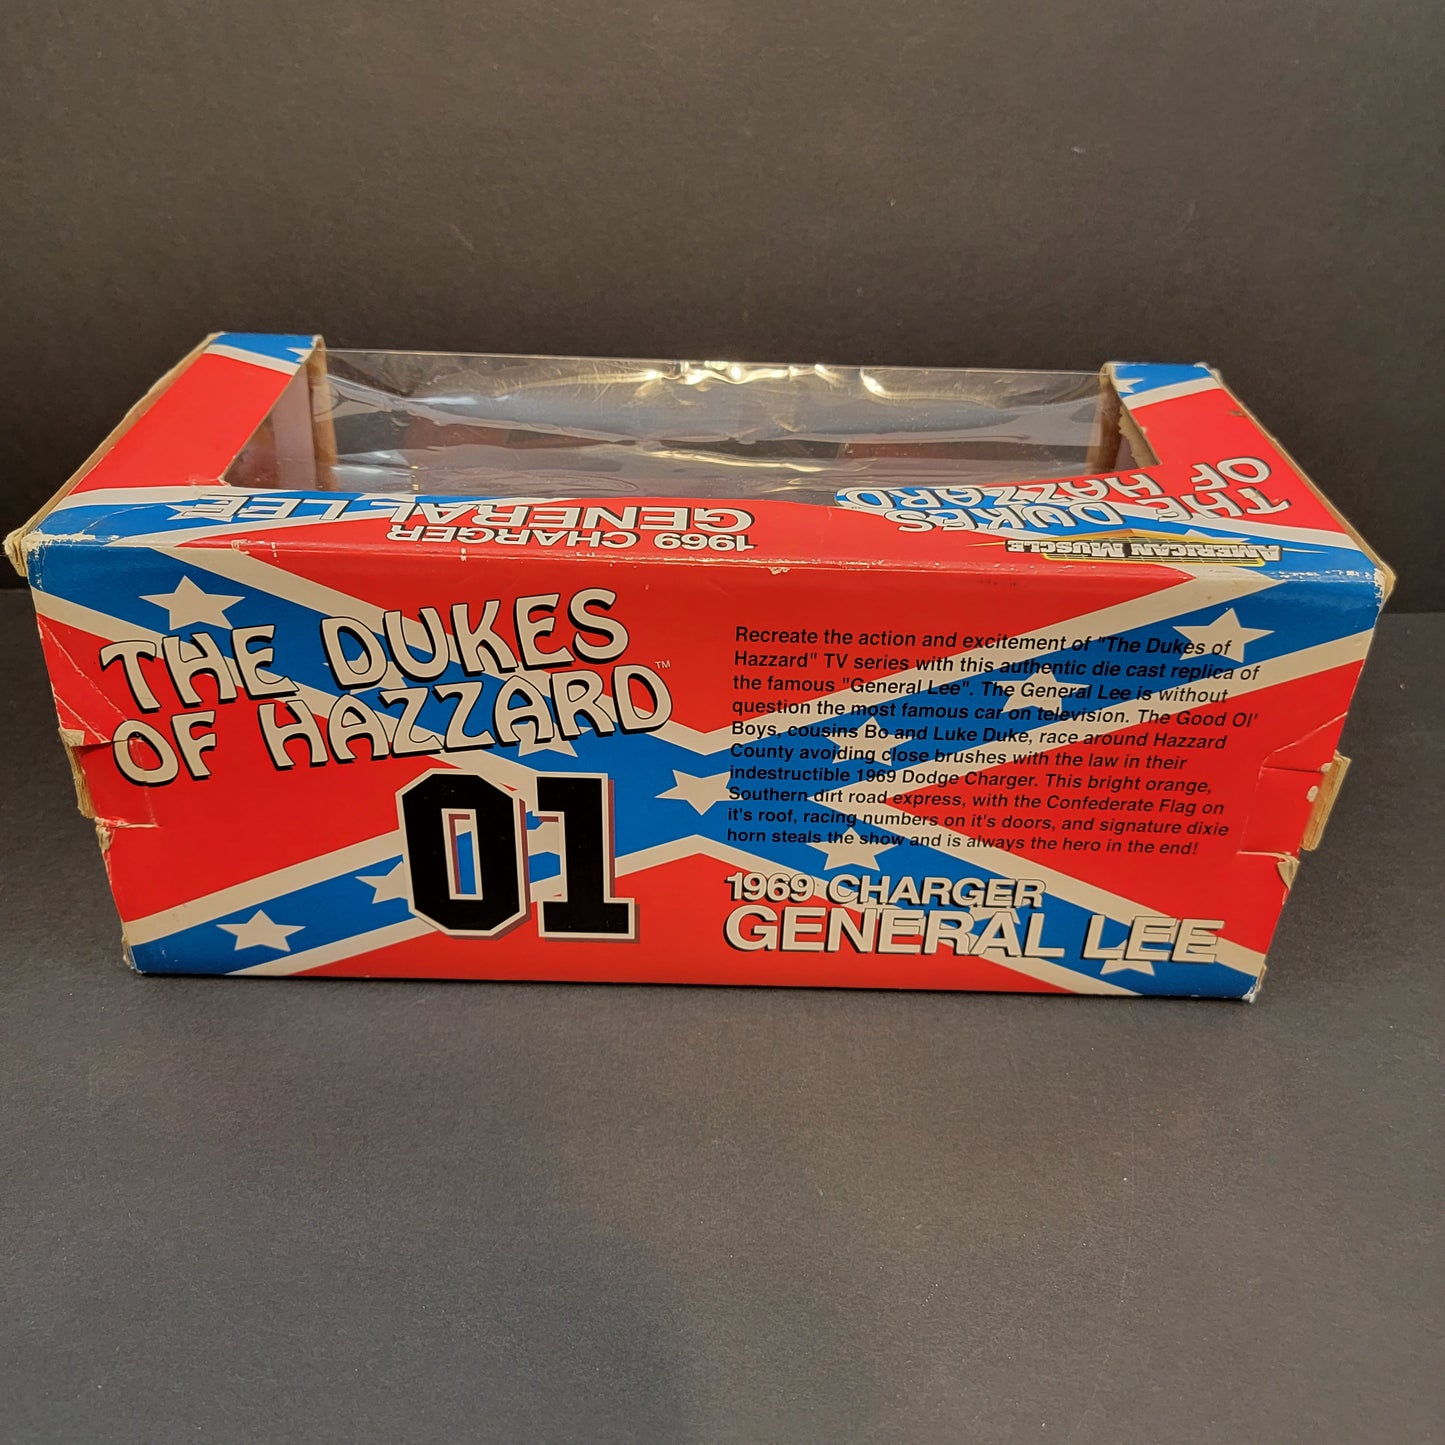 1969 CHARGER
GENERAL LEE
THE DUKES
OF HAZZARD
AMERICAN MUSCLE
THE DUKES
OF HAZZARD™
01
Recreate the action and excitement of "The Dukes of
Hazzard" TV series with this authentic die cast replica of
the famous "General Lee". The General Lee is without
question the most famous car on television. The Good Ol'
Boys, cousins Bo and Luke Duke, race around Hazzard
County avoiding close brushes with the law in their
indestructible 1969 Dodge Charger. This bright orange,
Southern dirt road express, with the Confederate Flag on
it's roof, racing numbers on it's doors, and signature dixie
horn steals the show and is always the hero in the end!
1969 CHARGER
GENERAL LEE